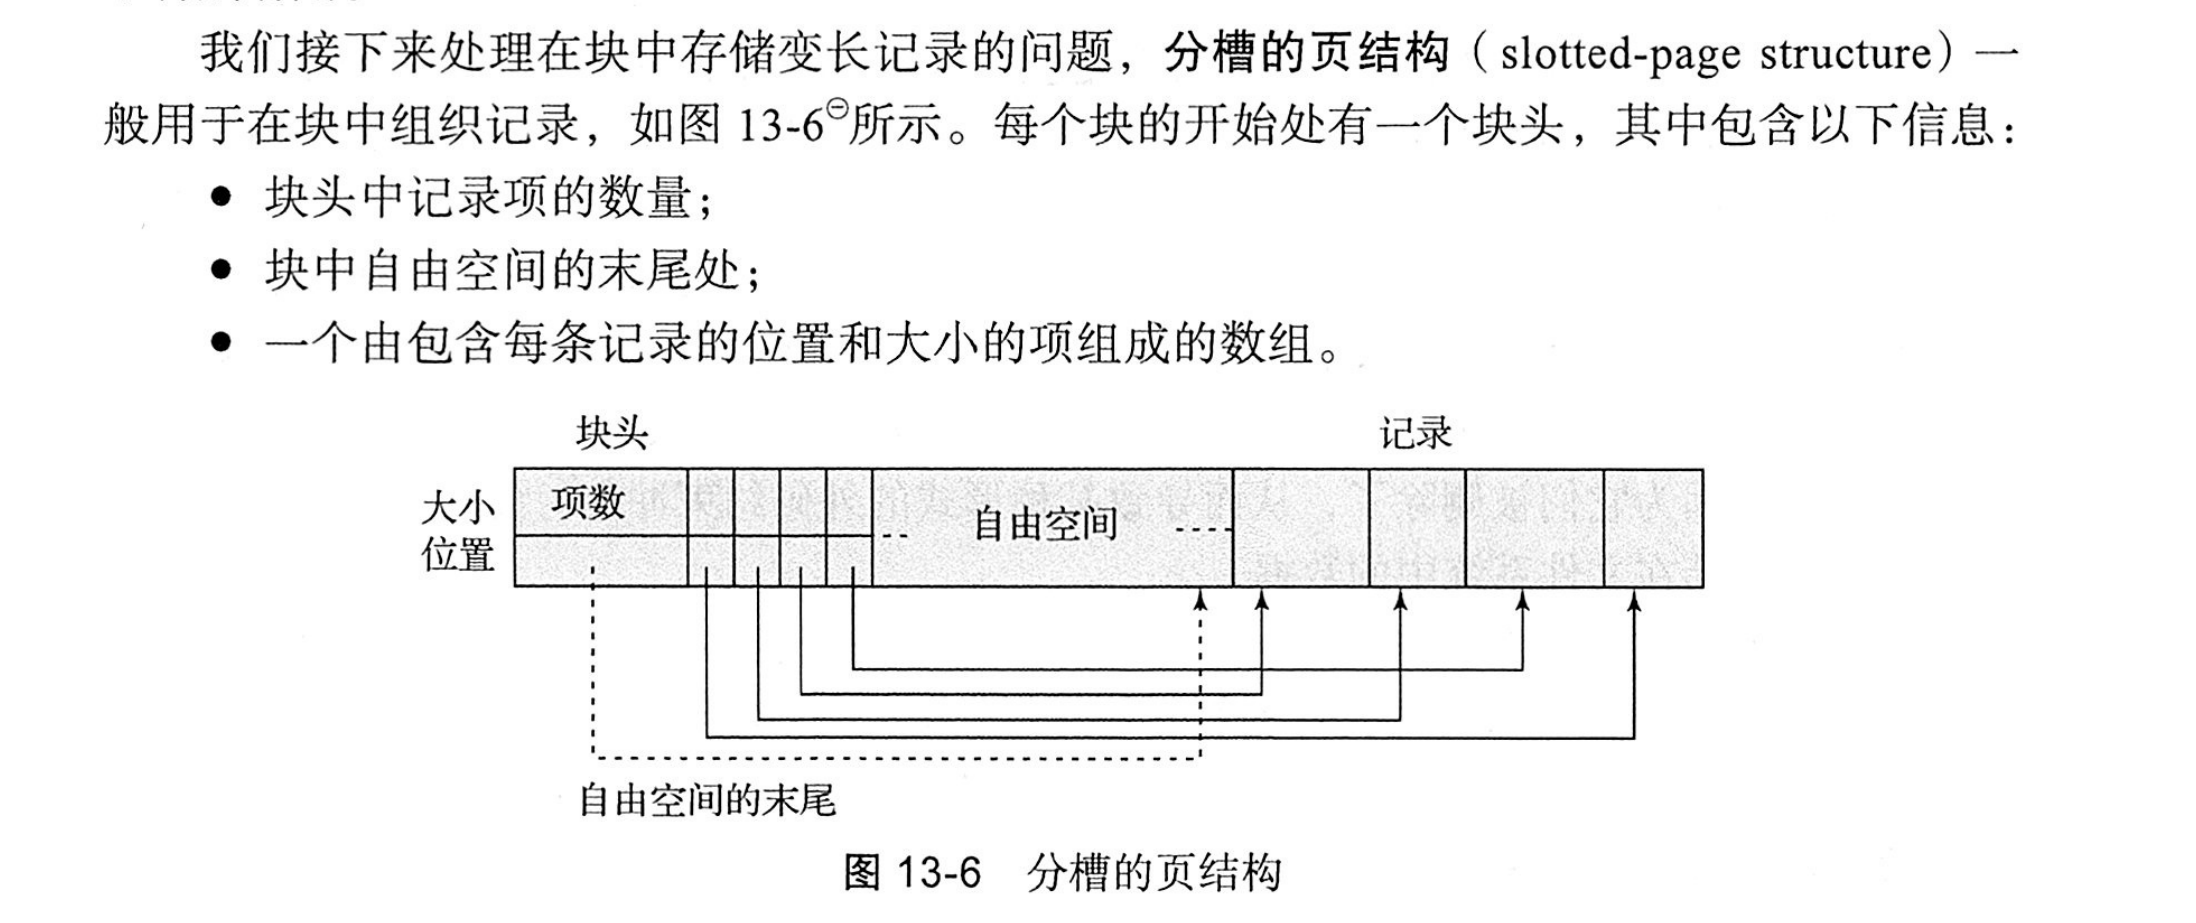 我们接下来处理在块中存储变长记录的问题，分槽的页结构（slotted-page structure）一
般用于在块中组织记录，如图 13-6⊖所示。每个块的开始处有一个块头，其中包含以下信息：
● 块头中记录项的数量；
● 块中自由空间的末尾处；
● 一个由包含每条记录的位置和大小的项组成的数组。
块头 记录
大小 项数
自由空间
位置
自由空间的末尾
图 13-6 分槽的页结构